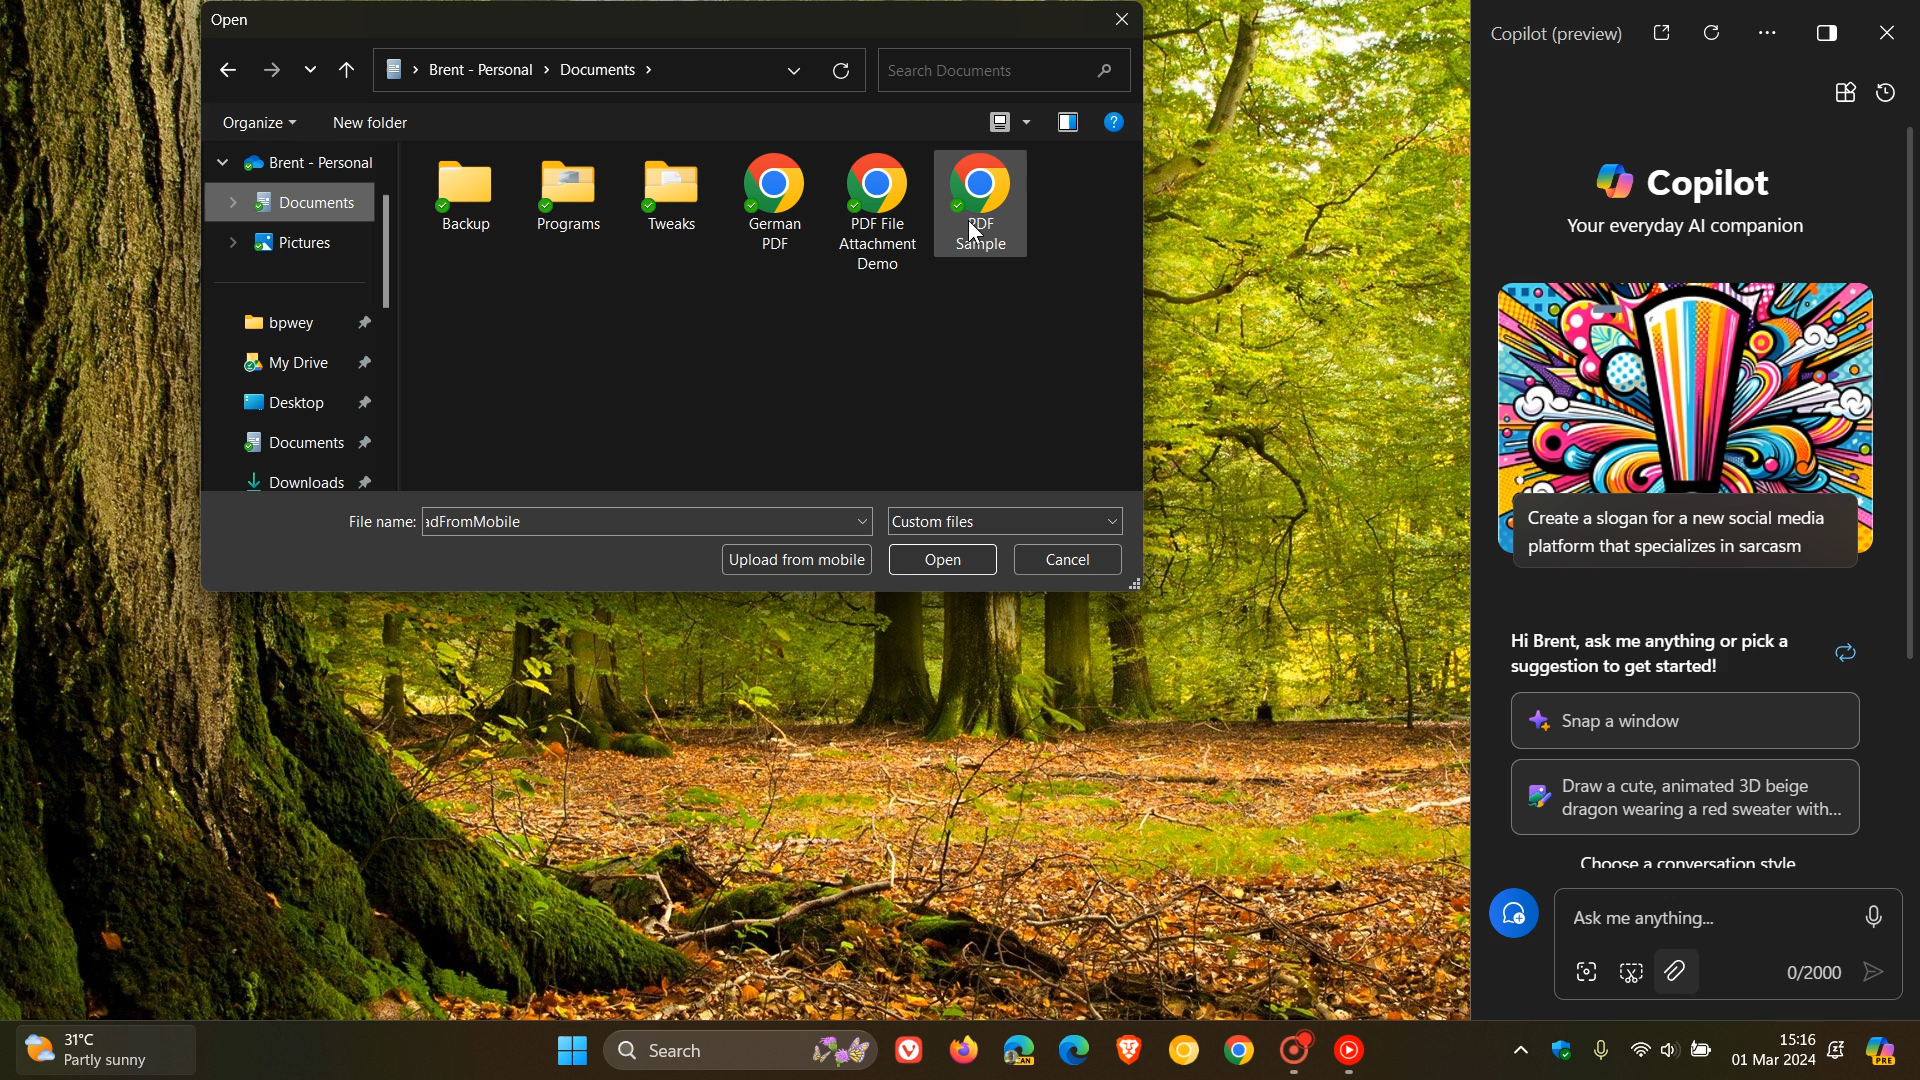 Open
Brent - Personal
Documents
Search Documents
Organize
New folder
Brent - Personal
Documents
Pictures
bpwey
My Drive
Desktop
Documents
Downloads
Backup
Programs
Tweaks
German
PDF
PDF File
Attachment
Demo
PDF
Sample
File name:
adFromMobile
Custom files
Upload from mobile
Open
Cancel
Copilot (preview)
Copilot
Your everyday AI companion
Create a slogan for a new social media
platform that specializes in sarcasm
Hi Brent, ask me anything or pick a
suggestion to get started!
Snap a window
Draw a cute, animated 3D beige
dragon wearing a red sweater with...
Choose a conversation style
Ask me anything...
0/2000
31°C
Partly sunny
Search
CAN
15:16
01 Mar 2024
PRE